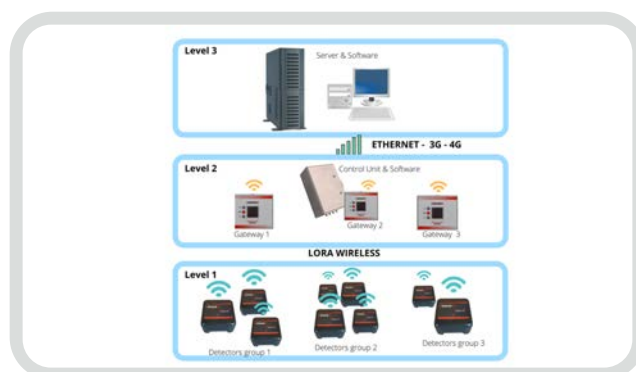 Level 3
Server & Software
ETHERNET - 3G - 4G
Level 2
Control Unit & Software
Gateway 1
Gateway 2
Gateway 3
LORA WIRELESS
Level 1
Detectors group 1
Detectors group 2
Detectors group 3